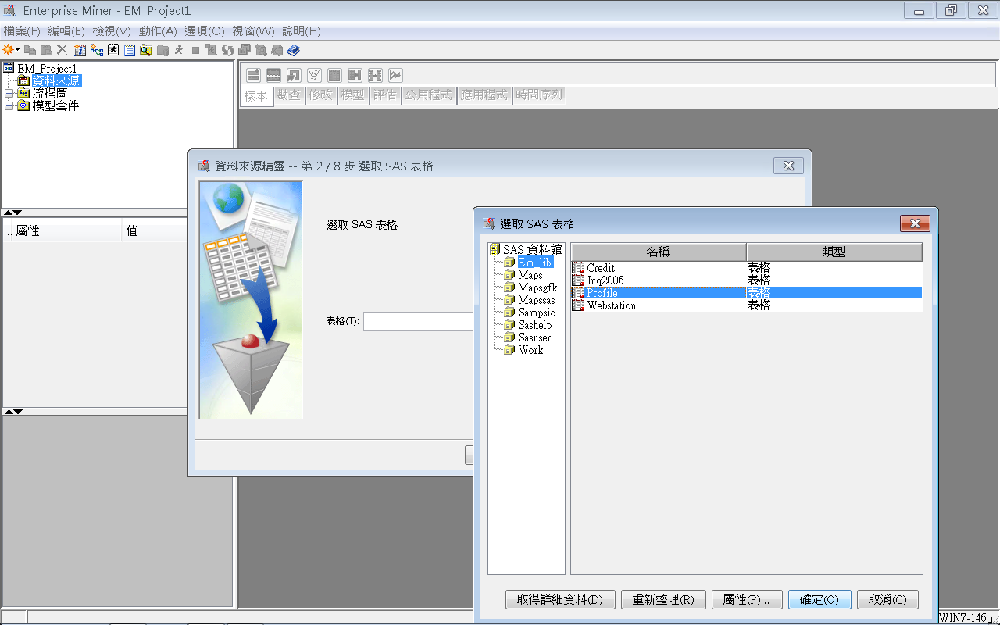 Enterprise Miner - EM_Project1
檔案(F) 編輯(E) 檢視(V) 動作(A) 選項(O) 視窗(W) 說明(H)
EM_Project1
資料來源
流程圖
模型套件
樣本 勘查 修改 模型 評估 公用程式 應用程式 時間序列
.. 屬性 值
資料來源精靈 -- 第 2 / 8 步 選取 SAS 表格
選取 SAS 表格
表格(T):
選取 SAS 表格
SAS 資料館
Em_lib
Maps
Mapsgfk
Mapssas
Sampsio
Sashelp
Sasuser
Work
名稱 類型
Credit 表格
Inq2006 表格
Profile 表格
Webstation 表格
取得詳細資料(D) 重新整理(R) 屬性(P)... 確定(O) 取消(C)
WIN7-146